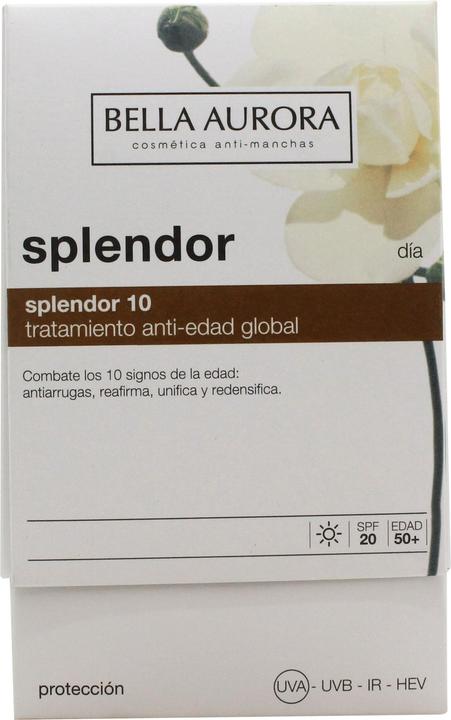 BELLA AURORA
cosmética anti-manchas
splendor
día
splendor 10
tratamiento anti-edad global
Combate los 10 signos de la edad:
antiarrugas, reafirma, unifica y redensifica.
SPF 20
EDAD 50+
protección
UVA - UVB - IR - HEV